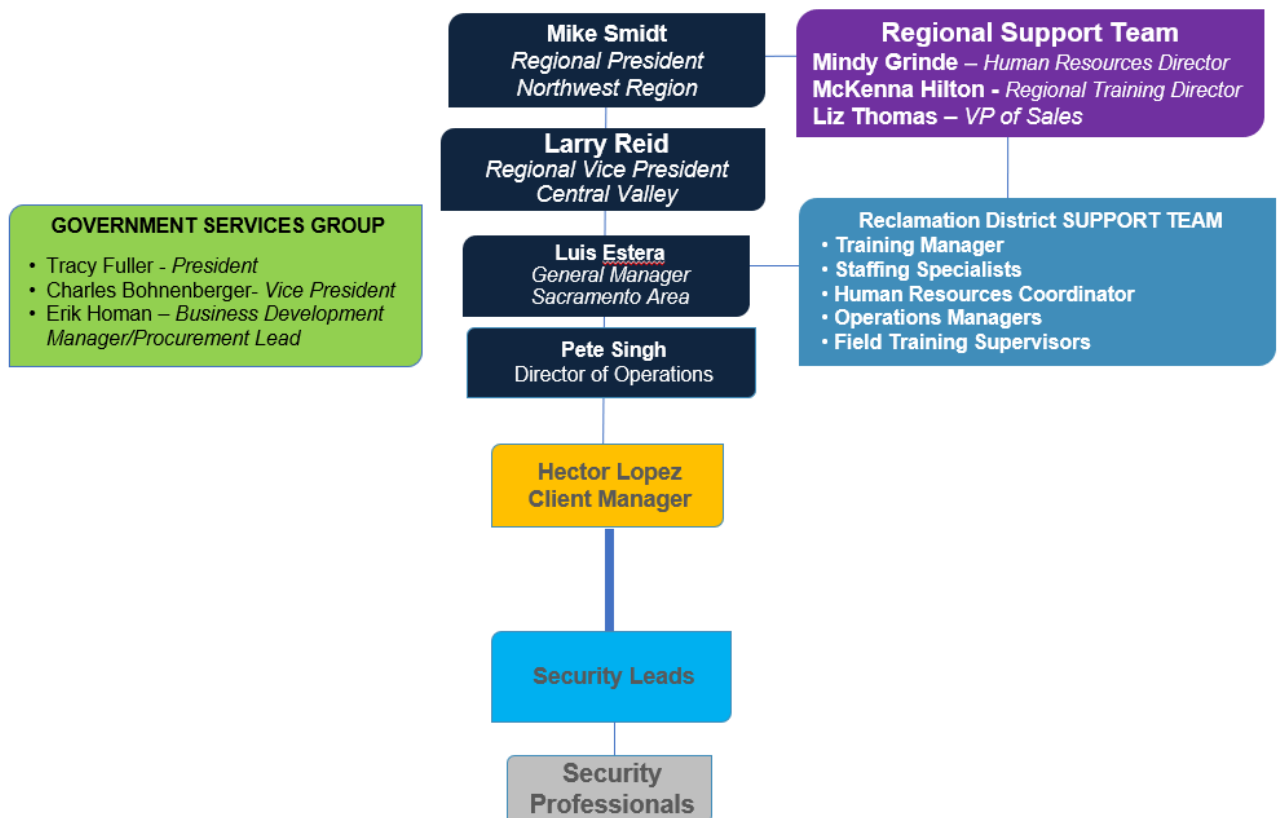 Mike Smidt
Regional President
Northwest Region
Regional Support Team
Mindy Grinde – Human Resources Director
McKenna Hilton - Regional Training Director
Liz Thomas – VP of Sales
Larry Reid
Regional Vice President
Central Valley
GOVERNMENT SERVICES GROUP
• Tracy Fuller - President
• Charles Bohnenberger- Vice President
• Erik Homan – Business Development
Manager/Procurement Lead
Luis Estera
General Manager
Sacramento Area
Reclamation District SUPPORT TEAM
• Training Manager
• Staffing Specialists
• Human Resources Coordinator
• Operations Managers
• Field Training Supervisors
Pete Singh
Director of Operations
Hector Lopez
Client Manager
Security Leads
Security
Professionals